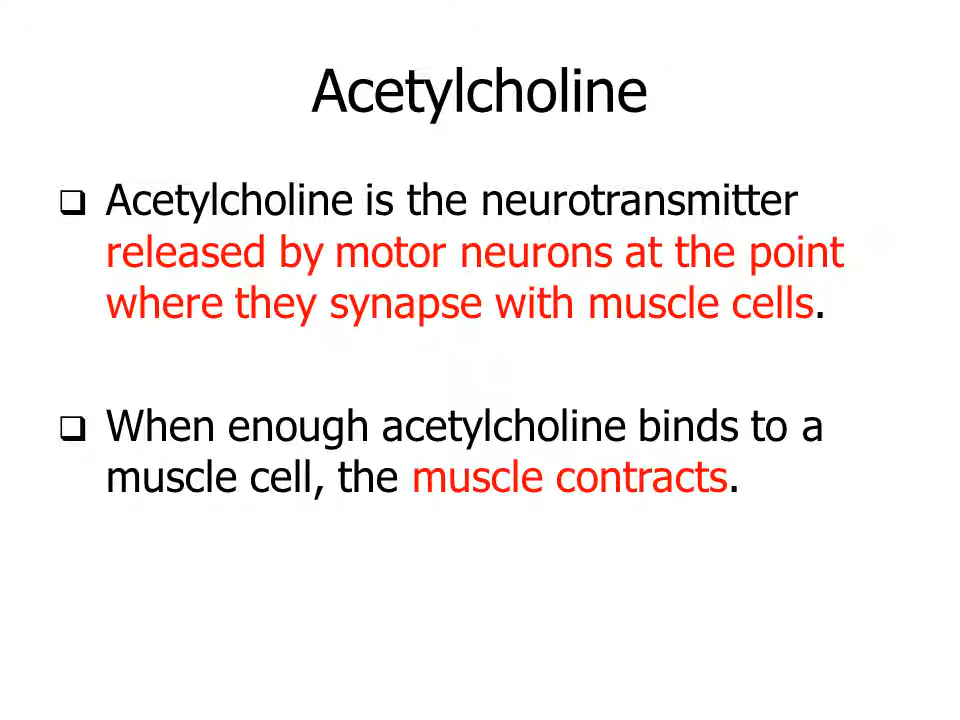 Acetylcholine
❑ Acetylcholine is the neurotransmitter
released by motor neurons at the point
where they synapse with muscle cells.
❑ When enough acetylcholine binds to a
muscle cell, the muscle contracts.